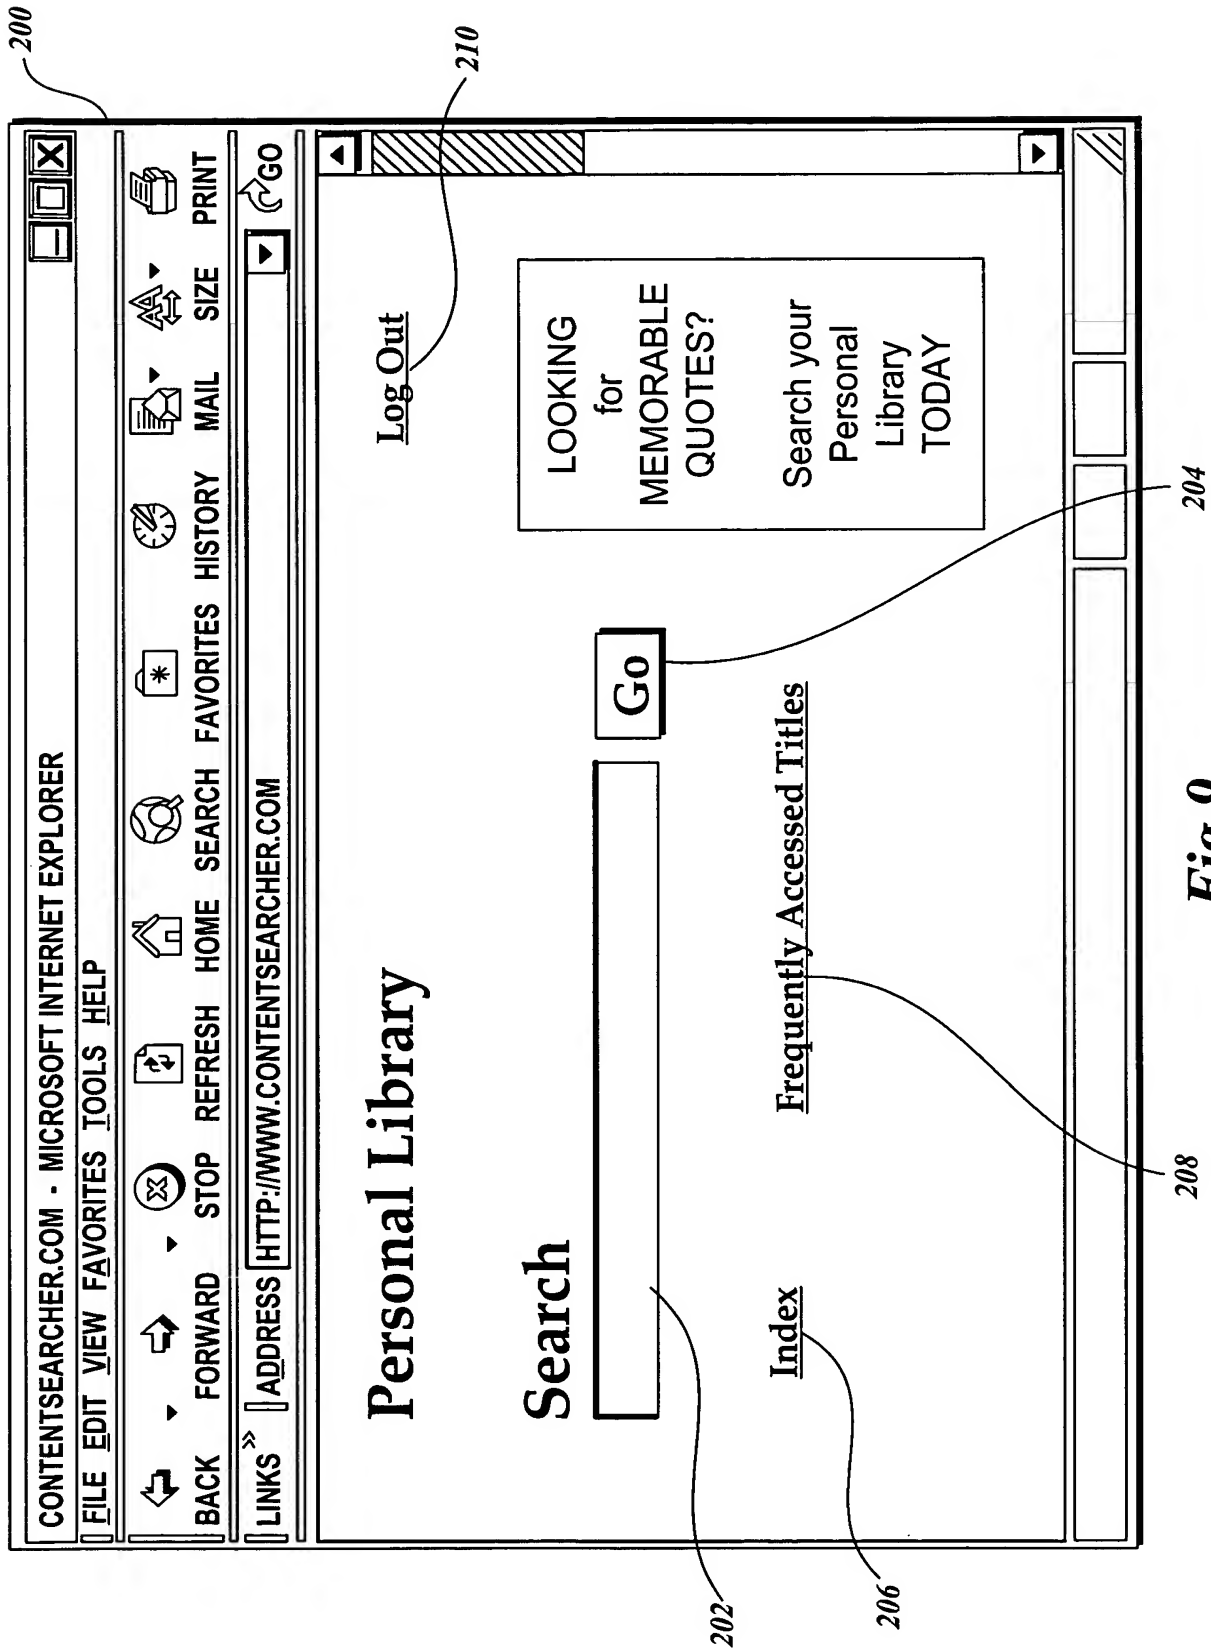 200
CONTENTSEARCHER.COM - MICROSOFT INTERNET EXPLORER
FILE EDIT VIEW FAVORITES TOOLS HELP
BACK FORWARD STOP REFRESH HOME SEARCH FAVORITES HISTORY MAIL SIZE PRINT
LINKS » ADDRESS HTTP://WWW.CONTENTSEARCHER.COM GO
210
Personal Library
Log Out
Search
Go
LOOKING
for
MEMORABLE
QUOTES?
Search your
Personal
Library
TODAY
Index
Frequently Accessed Titles
202
206
208
204